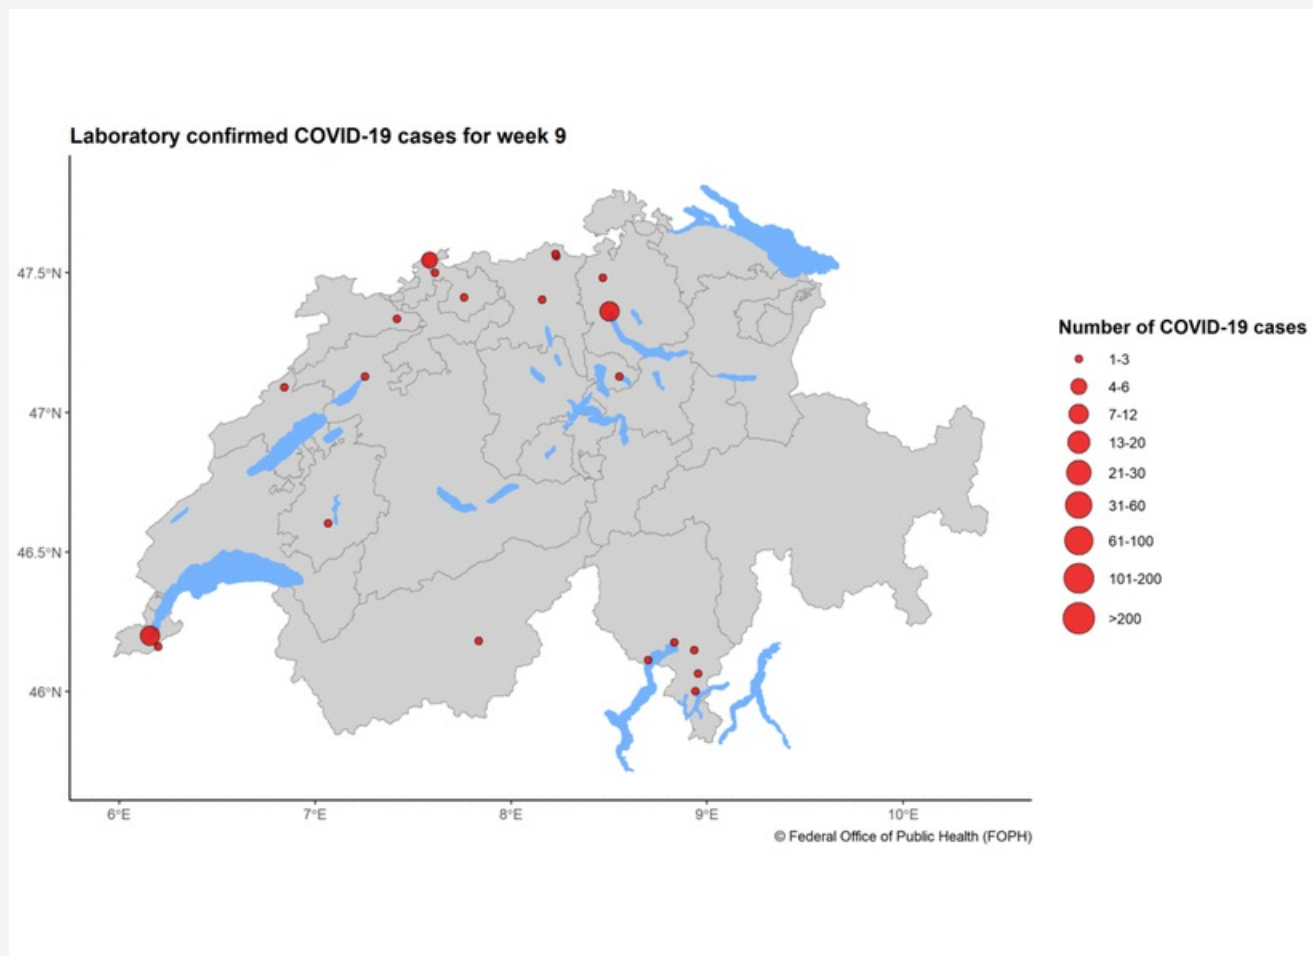 Laboratory confirmed COVID-19 cases for week 9
47.5°N
47°N
46.5°N
46°N
6°E 7°E 8°E 9°E 10°E
© Federal Office of Public Health (FOPH)
Number of COVID-19 cases
1-3
4-6
7-12
13-20
21-30
31-60
61-100
101-200
>200